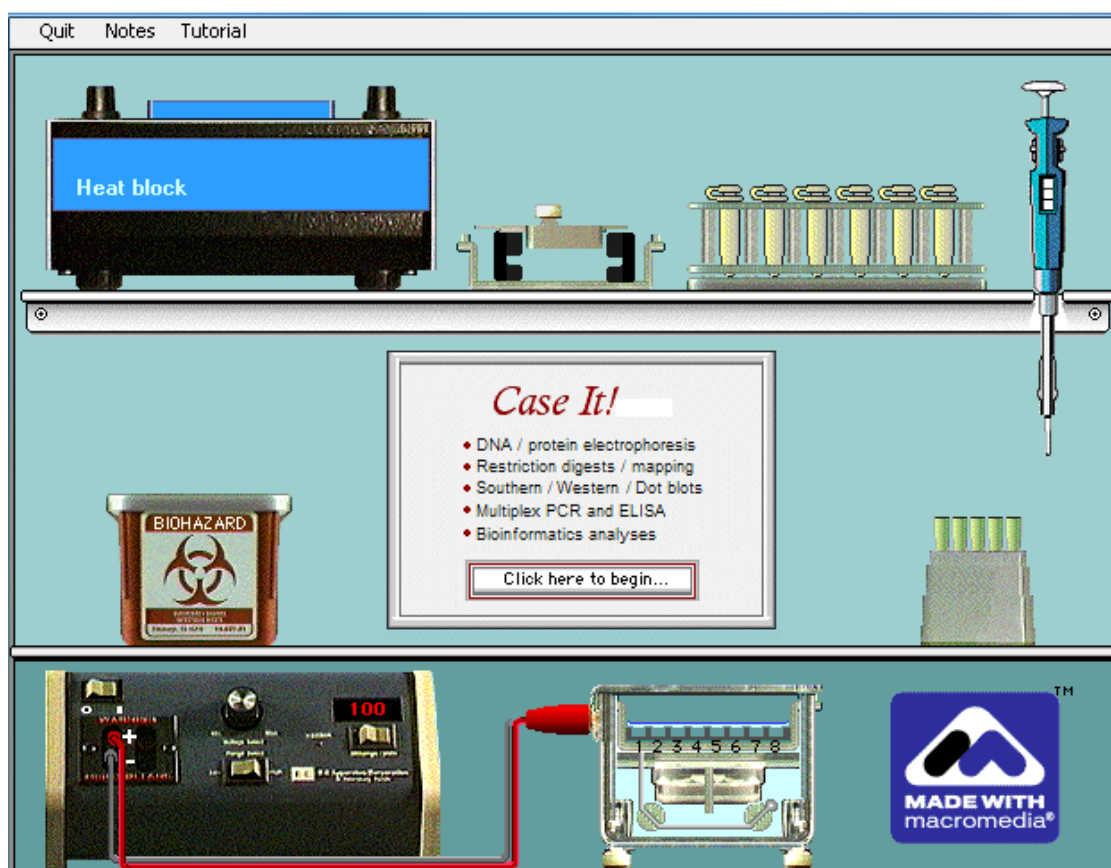 Quit Notes Tutorial
Heat block
Case It!
DNA / protein electrophoresis
Restriction digests / mapping
Southern / Western / Dot blots
Multiplex PCR and ELISA
Bioinformatics analyses
Click here to begin...
BIOHAZARD
WARNING
100
+
-
1 2 3 4 5 6 7 8
TM
MADE WITH
macromedia®